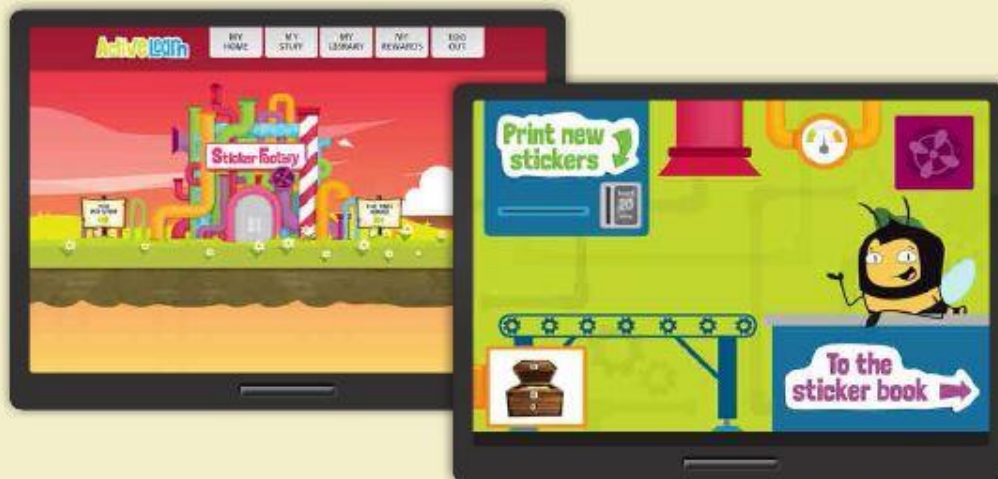 ActiveLearn
MY
HOME
MY
STUFF
MY
LIBRARY
MY
REWARDS
LOG
OUT
Sticker Factory
Print new
stickers
20
To the
sticker book